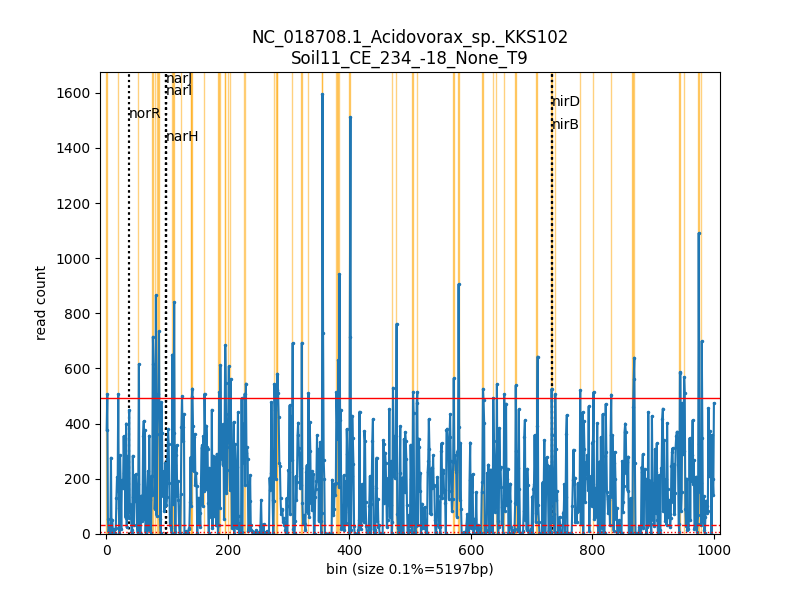 NC_018708.1_Acidovorax_sp._KKS102
Soil11_CE_234_-18_None_T9
narJ
narI
norR
narH
nirD
nirB
read count
1600
1400
1200
1000
800
600
400
200
0
0 200 400 600 800 1000
bin (size 0.1%=5197bp)